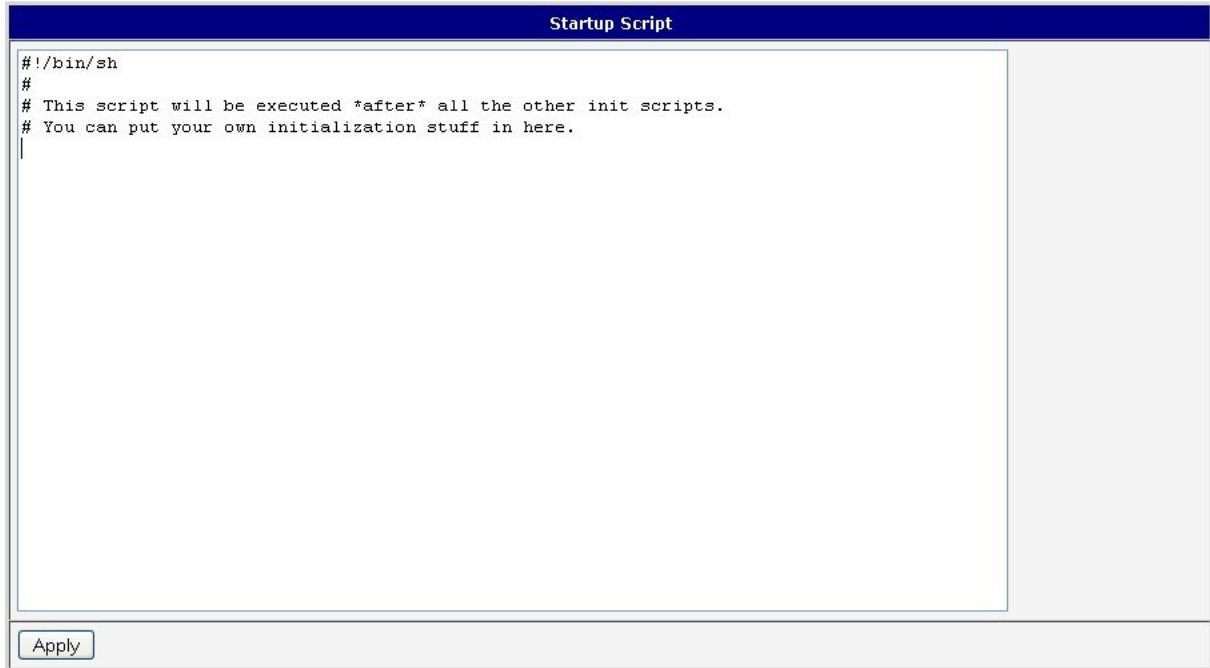 Startup Script
#!/bin/sh
#
# This script will be executed *after* all the other init scripts.
# You can put your own initialization stuff in here.
Apply